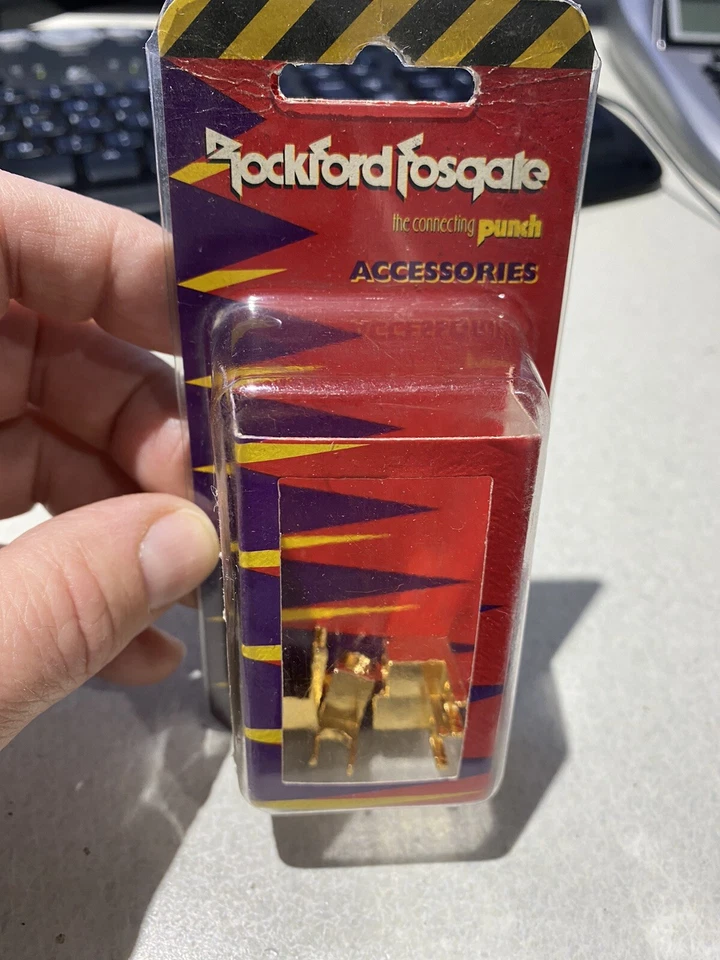 Rockford Fosgate
the connecting punch
ACCESSORIES